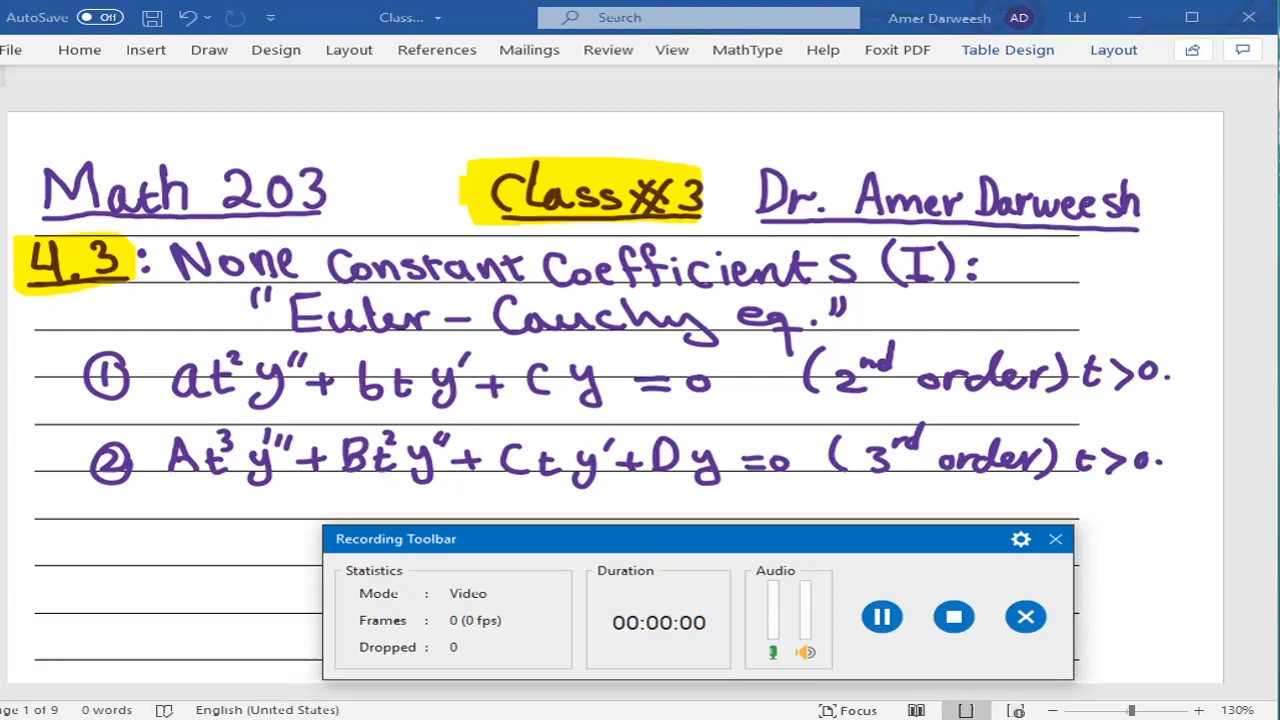 AutoSave Off Class... Search Amer Darweesh AD
File Home Insert Draw Design Layout References Mailings Review View MathType Help Foxit PDF Table Design Layout
Math 203 Class#3 Dr. Amer Darweesh
4.3: None Constant Coefficients (I):
"Euler-Cauchy eq."
① at²y''+bty'+cy=0 (2nd order) t>0.
② At³y'''+Bt²y''+Cty'+Dy=0 (3rd order) t>0.
Recording Toolbar
Statistics Duration Audio
Mode : Video
Frames : 0 (0 fps) 00:00:00
Dropped : 0
age 1 of 9 0 words English (United States) Focus 130%